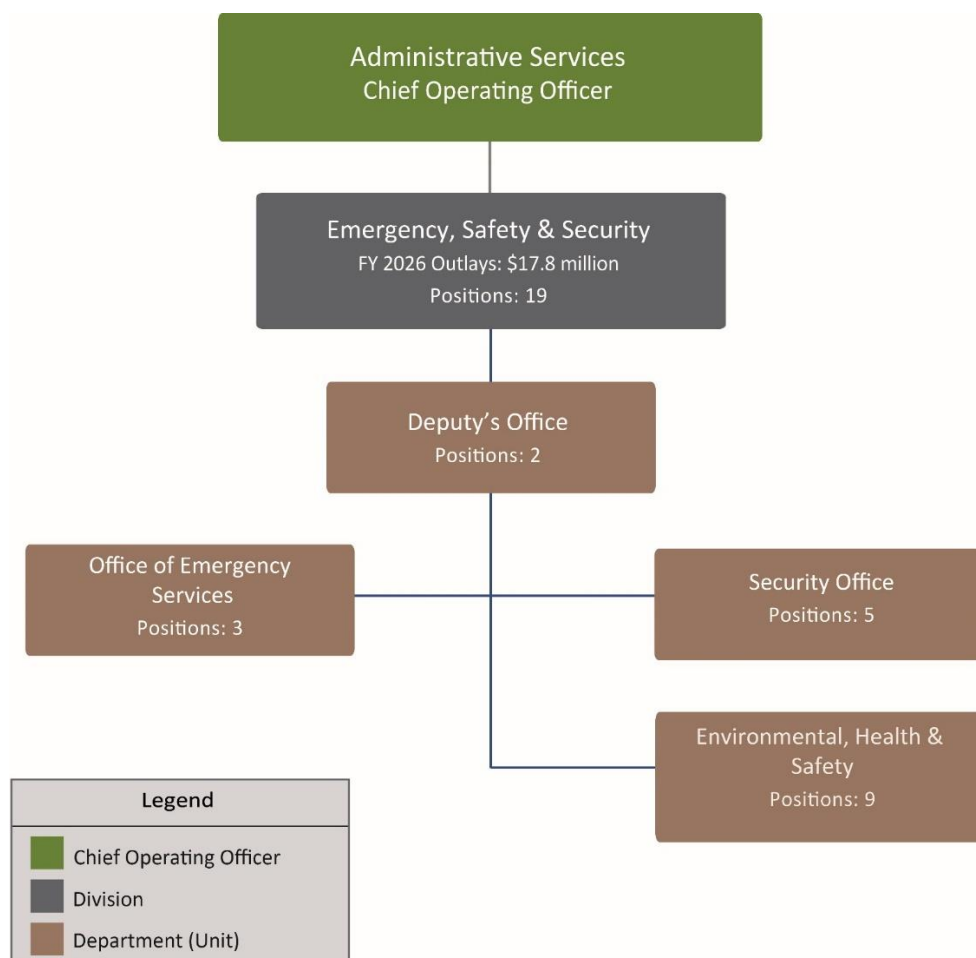 Administrative Services
Chief Operating Officer
Emergency, Safety & Security
FY 2026 Outlays: $17.8 million
Positions: 19
Deputy’s Office
Positions: 2
Office of Emergency
Services
Positions: 3
Security Office
Positions: 5
Environmental, Health &
Safety
Positions: 9
Legend
Chief Operating Officer
Division
Department (Unit)